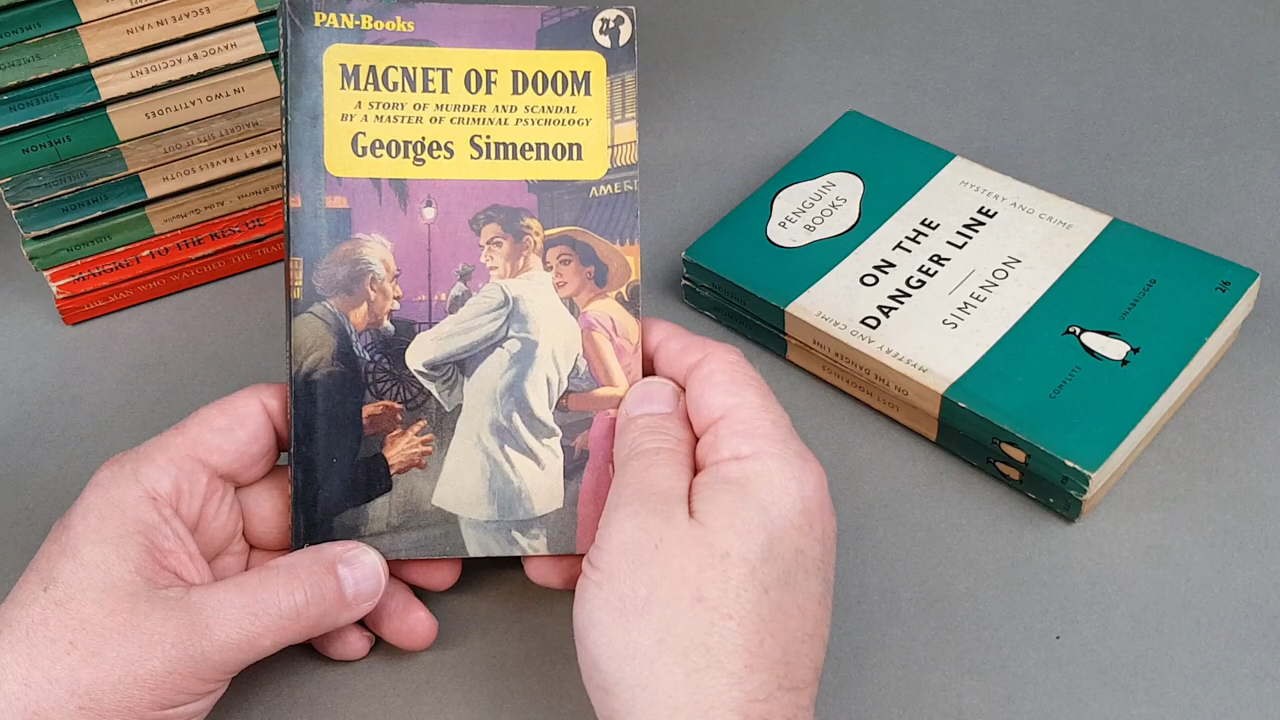 SIMENON
ESCAPE IN VAIN
SIMENON
HAVOC BY ACCIDENT
SIMENON
IN TWO LATITUDES
SIMENON
MAIGRET SITS IT OUT
SIMENON
MAIGRET TRAVELS SOUTH
SIMENON
SIMENON
MAIGRET TO THE RESCUE
THE MAN WHO WATCHED THE TRAI
PAN-Books
MAGNET OF DOOM
A STORY OF MURDER AND SCANDAL
BY A MASTER OF CRIMINAL PSYCHOLOGY
Georges Simenon
AMERI
PENGUIN
BOOKS
MYSTERY AND CRIME
ON THE
DANGER LINE
SIMENON
MYSTERY AND CRIME
COMPLETE
UNABRIDGED
2/6
SIMENON
ON THE DANGER LINE
LOST MOORINGS